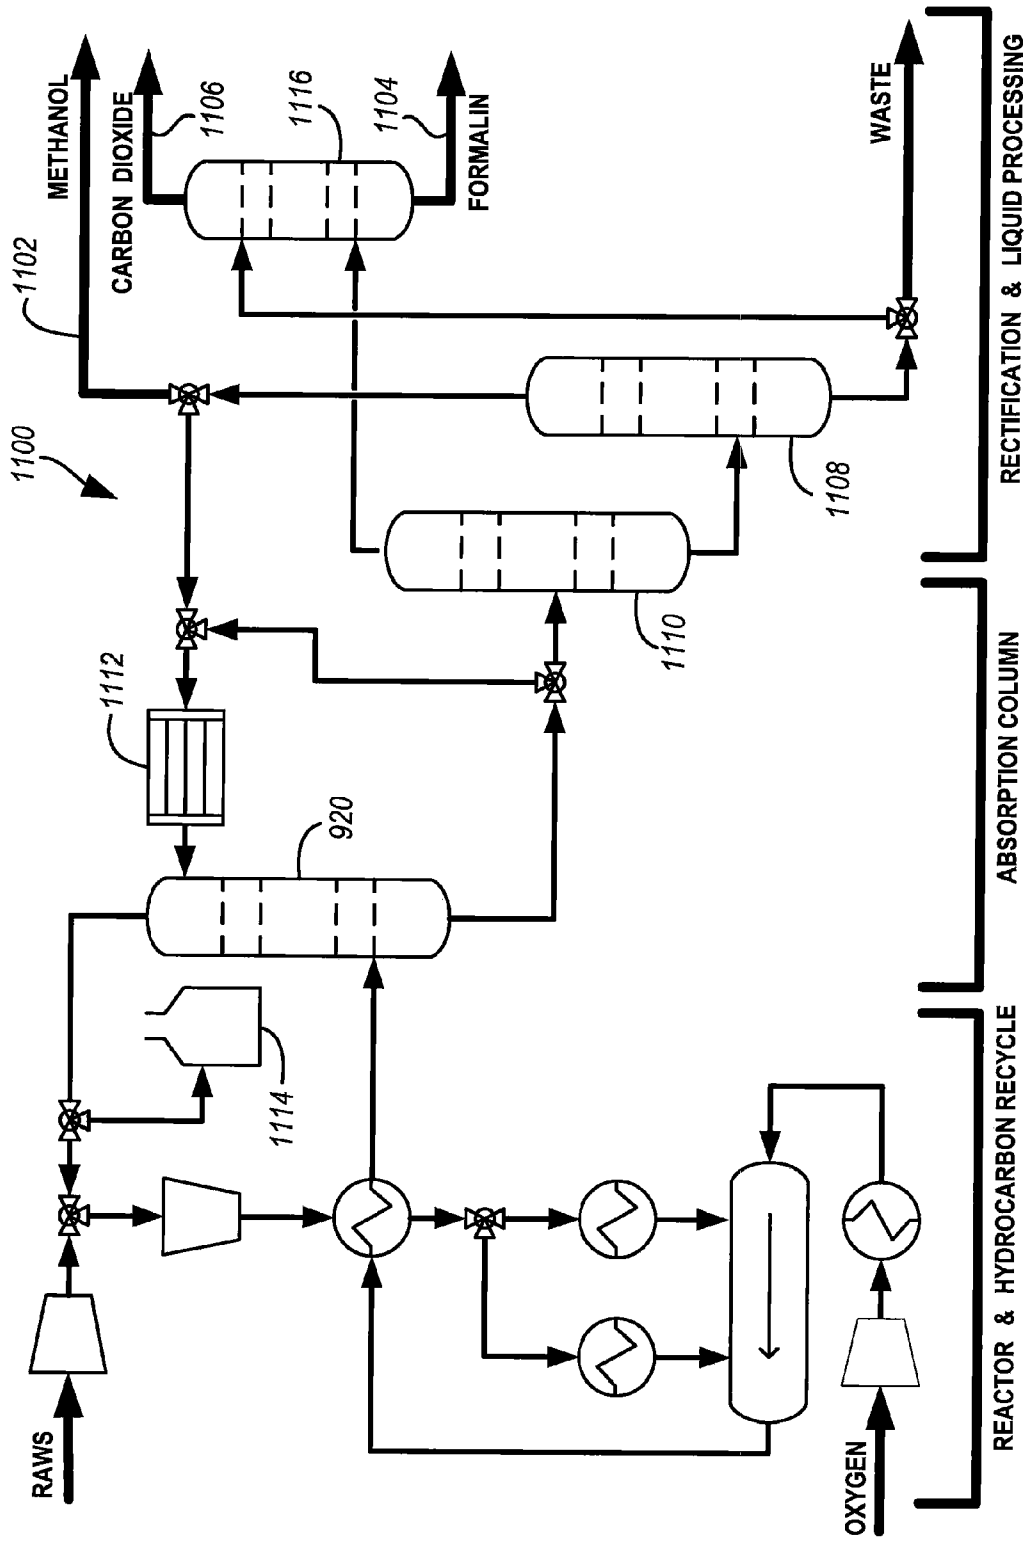 METHANOL
CARBON DIOXIDE
1106
1116
1104
FORMALIN
WASTE
1102
1100
1108
1110
1112
920
1114
RAWS
OXYGEN
REACTOR & HYDROCARBON RECYCLE
ABSORPTION COLUMN
RECTIFICATION & LIQUID PROCESSING